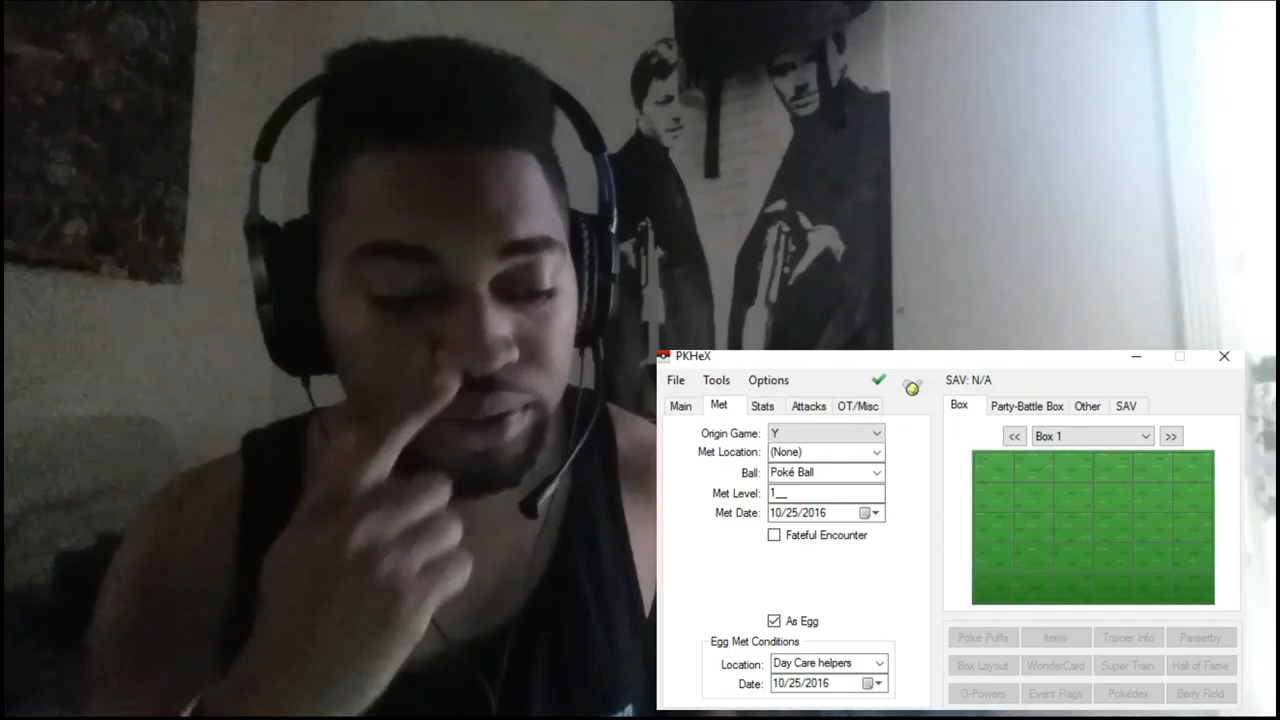 PKHeX
File Tools Options SAV: N/A
Main Met Stats Attacks OT/Misc
Origin Game: Y
Met Location: (None)
Ball: Poké Ball
Met Level: 1__
Met Date: 10/25/2016
Fateful Encounter
As Egg
Egg Met Conditions
Location: Day Care helpers
Date: 10/25/2016
Box Party-Battle Box Other SAV
<< Box 1 >>
Poké Puffs Items Trainer Info Passerby
Box Layout WonderCard Super Train Hall of Fame
O-Powers Event Flags Pokédex Berry Field